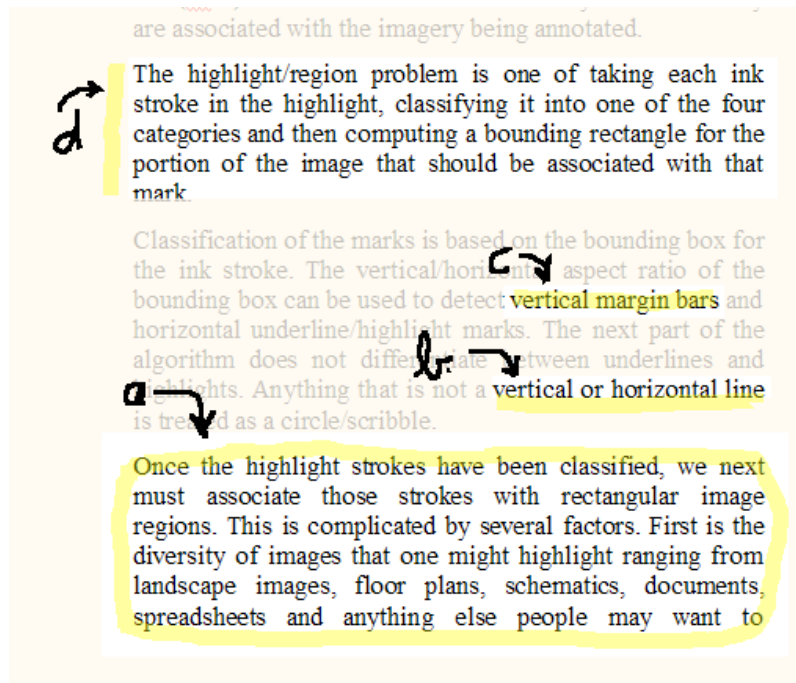 are associated with the imagery being annotated.
d
The highlight/region problem is one of taking each ink
stroke in the highlight, classifying it into one of the four
categories and then computing a bounding rectangle for the
portion of the image that should be associated with that
mark.
Classification of the marks is based on the bounding box for
c
the ink stroke. The vertical/horizontal aspect ratio of the
bounding box can be used to detect vertical margin bars and
horizontal underline/highlight marks. The next part of the
b
algorithm does not differentiate between underlines and
a
highlights. Anything that is not a vertical or horizontal line
is treated as a circle/scribble.
Once the highlight strokes have been classified, we next
must associate those strokes with rectangular image
regions. This is complicated by several factors. First is the
diversity of images that one might highlight ranging from
landscape images, floor plans, schematics, documents,
spreadsheets and anything else people may want to